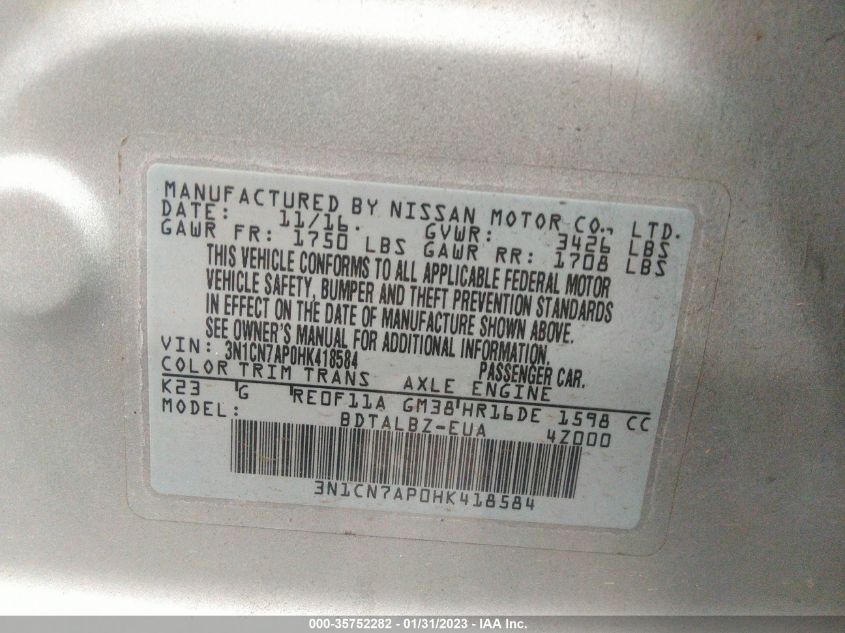 MANUFACTURED BY NISSAN MOTOR CO., LTD.
DATE: 11/16. GVWR: 3426 LBS
GAWR FR: 1750 LBS GAWR RR: 1708 LBS
THIS VEHICLE CONFORMS TO ALL APPLICABLE FEDERAL MOTOR
VEHICLE SAFETY, BUMPER AND THEFT PREVENTION STANDARDS
IN EFFECT ON THE DATE OF MANUFACTURE SHOWN ABOVE.
SEE OWNER'S MANUAL FOR ADDITIONAL INFORMATION.
VIN: 3N1CN7AP0HK418584 PASSENGER CAR.
COLOR TRIM TRANS AXLE ENGINE
K23 G RE0F11A GM38 HR16DE 1598 CC
MODEL: BDTALBZ-EUA 4Z000
3N1CN7AP0HK418584
000-35752282 - 01/31/2023 - IAA Inc.